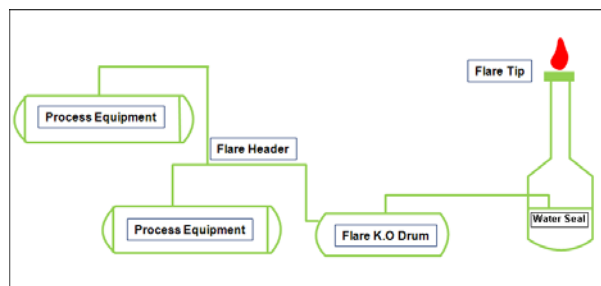 Flare Tip
Process Equipment
Flare Header
Process Equipment
Flare K.O Drum
Water Seal